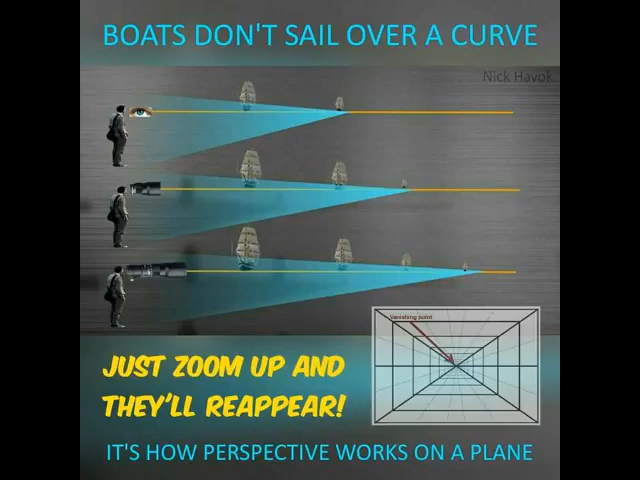 BOATS DON'T SAIL OVER A CURVE
Nick Havok
Vanishing point
JUST ZOOM UP AND
THEY'LL REAPPEAR!
IT'S HOW PERSPECTIVE WORKS ON A PLANE